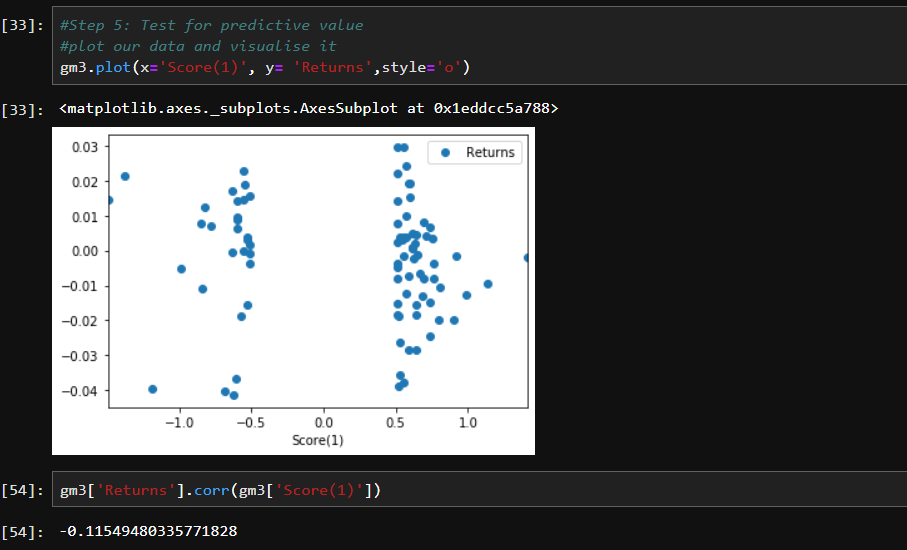 [33]: #Step 5: Test for predictive value
#plot our data and visualise it
gm3.plot(x='Score(1)', y= 'Returns',style='o')
[33]: <matplotlib.axes._subplots.AxesSubplot at 0x1eddcc5a788>
Returns
0.03
0.02
0.01
0.00
−0.01
−0.02
−0.03
−0.04
−1.0 −0.5 0.0 0.5 1.0
Score(1)
[54]: gm3['Returns'].corr(gm3['Score(1)'])
[54]: -0.11549480335771828